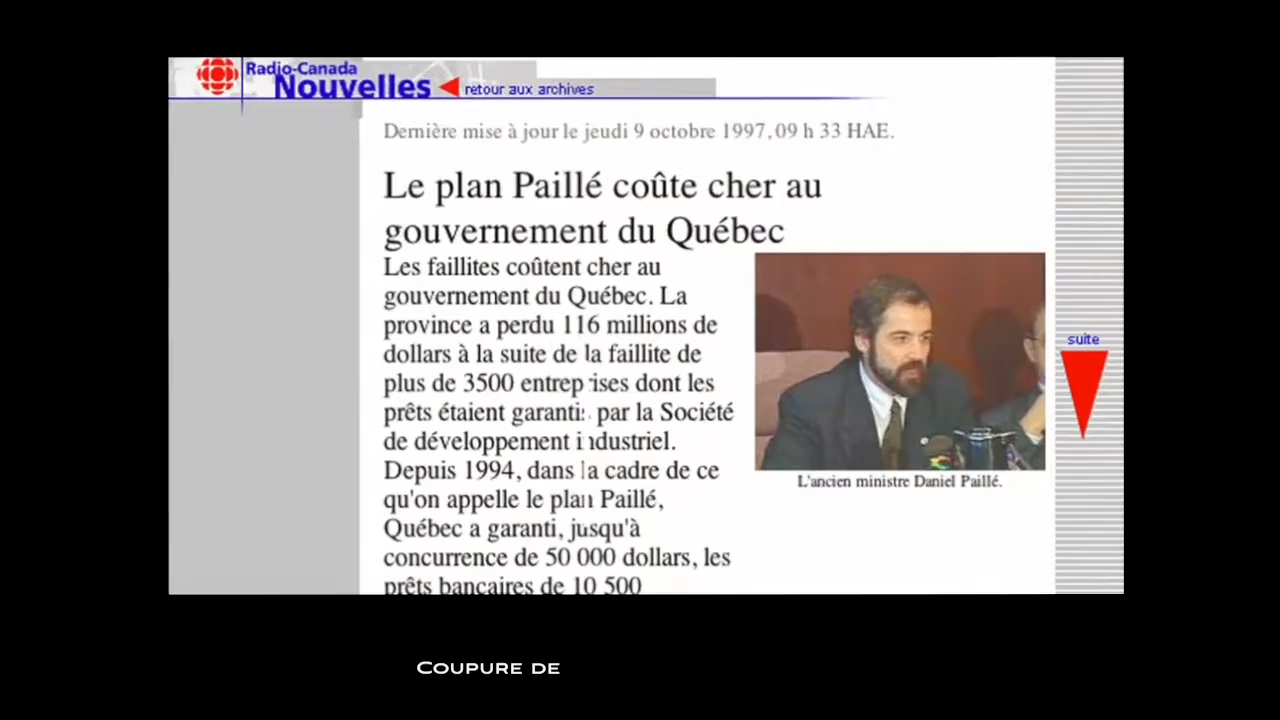 Radio-Canada
Nouvelles
retour aux archives
Dernière mise à jour le jeudi 9 octobre 1997, 09 h 33 HAE.
Le plan Paillé coûte cher au
gouvernement du Québec
Les faillites coûtent cher au
gouvernement du Québec. La
province a perdu 116 millions de
dollars à la suite de la faillite de
plus de 3500 entreprises dont les
prêts étaient garantis par la Société
de développement industriel.
Depuis 1994, dans la cadre de ce
qu'on appelle le plan Paillé,
Québec a garanti, jusqu'à
concurrence de 50 000 dollars, les
prêts bancaires de 10 500
L'ancien ministre Daniel Paillé.
suite
Coupure de